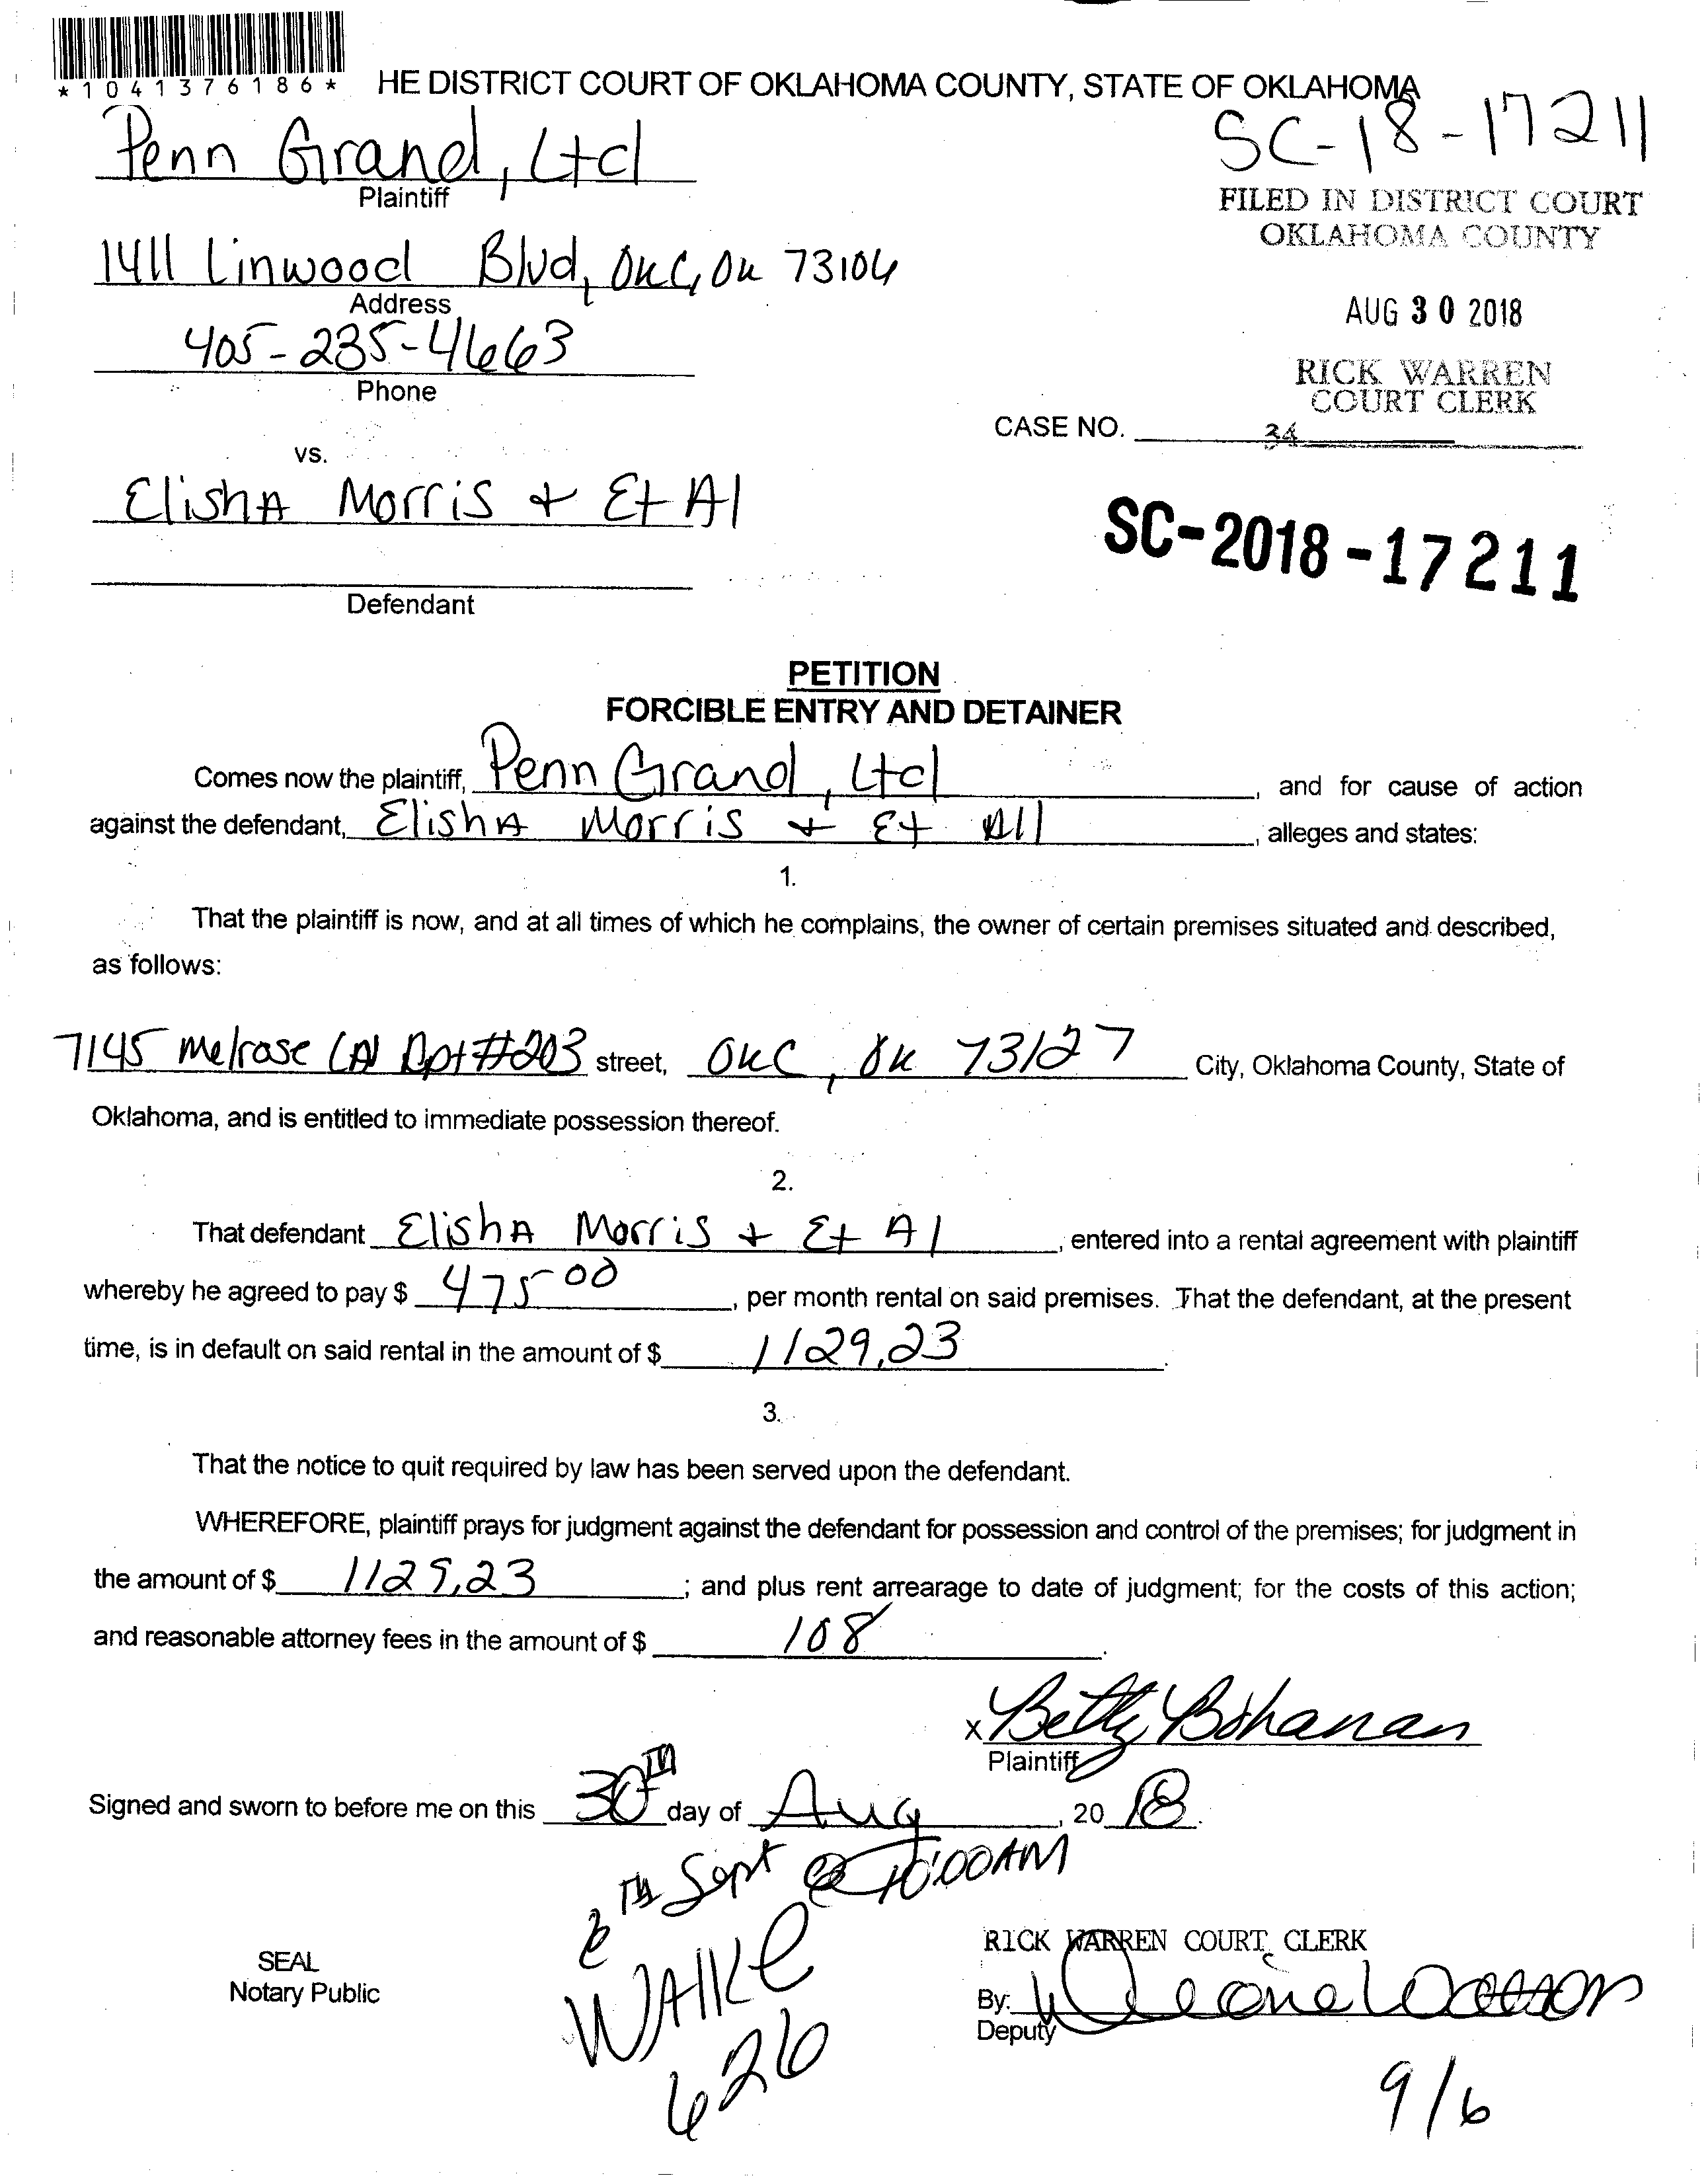 *1041376186*
HE DISTRICT COURT OF OKLAHOMA COUNTY, STATE OF OKLAHOMA
SC-18-17211
Penn Grand, Ltd
Plaintiff
FILED IN DISTRICT COURT
OKLAHOMA COUNTY
1411 Linwood Blvd, OKC, OK 73106
Address
AUG 30 2018
405-235-4663
Phone
RICK WARREN
COURT CLERK
CASE NO.
34
vs.
ElishA Morris + Et Al
SC-2018-17211
Defendant
PETITION
FORCIBLE ENTRY AND DETAINER
Comes now the plaintiff, Penn Grand, Ltd, and for cause of action
against the defendant, ElishA Morris + Et All, alleges and states:
1.
That the plaintiff is now, and at all times of which he complains, the owner of certain premises situated and described,
as follows:
7145 Melrose LN Apt #203 street, OKC, OK 73127 City, Oklahoma County, State of
Oklahoma, and is entitled to immediate possession thereof.
2.
That defendant ElishA Morris + Et Al, entered into a rental agreement with plaintiff
whereby he agreed to pay $ 475 00, per month rental on said premises. That the defendant, at the present
time, is in default on said rental in the amount of $ 1129.23.
3.
That the notice to quit required by law has been served upon the defendant.
WHEREFORE, plaintiff prays for judgment against the defendant for possession and control of the premises; for judgment in
the amount of $ 1129.23; and plus rent arrearage to date of judgment; for the costs of this action;
and reasonable attorney fees in the amount of $ 108.
X Betty Bohanan
Plaintiff
Signed and sworn to before me on this 30TH day of Aug, 2018.
6TH Sept @ 10:00AM
RICK WARREN COURT CLERK
SEAL
Notary Public
By:
Deputy
626
9/6